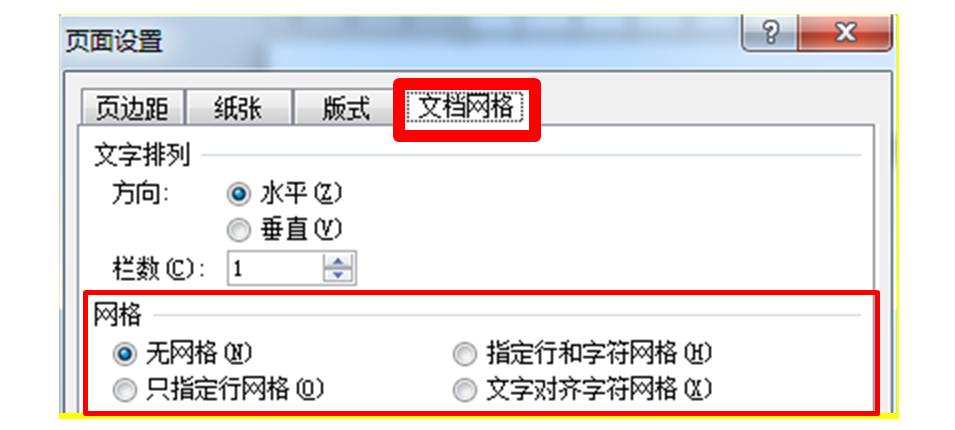 页面设置
页边距 纸张 版式 文档网格
文字排列
方向: 水平(Z)
垂直(V)
栏数(C): 1
网格
无网格(N) 指定行和字符网格(H)
只指定行网格(O) 文字对齐字符网格(X)